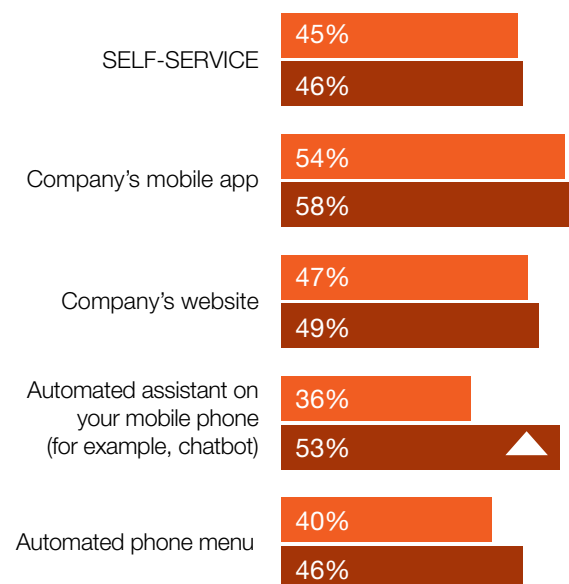 45%
SELF-SERVICE
46%
54%
Company’s mobile app
58%
47%
Company’s website
49%
Automated assistant on
your mobile phone
(for example, chatbot)
36%
53%
40%
Automated phone menu
46%